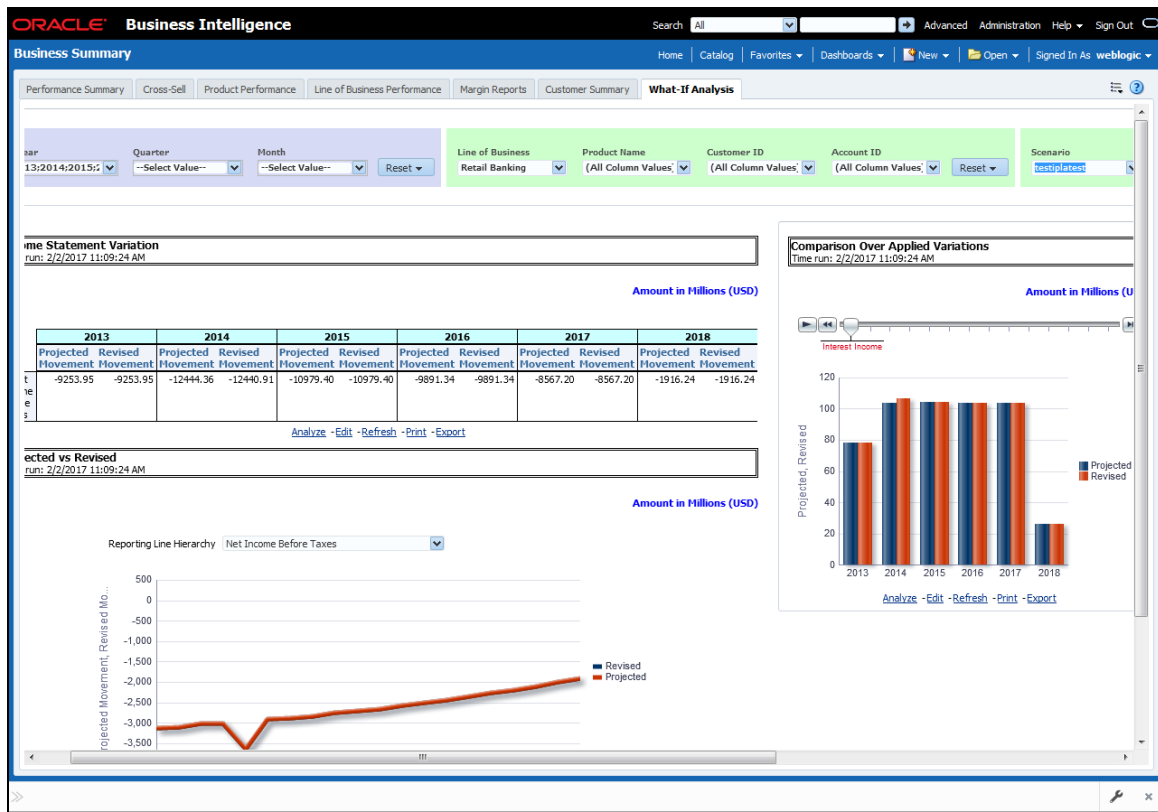 ORACLE Business Intelligence
Search All Advanced Administration Help Sign Out
Business Summary
Home Catalog Favorites Dashboards New Open Signed In As weblogic
Performance Summary Cross-Sell Product Performance Line of Business Performance Margin Reports Customer Summary What-If Analysis
ear Quarter Month Line of Business Product Name Customer ID Account ID Scenario
13;2014;2015;2 --Select Value-- --Select Value-- Reset Retail Banking (All Column Values) (All Column Values) (All Column Values) Reset testiplatest
ome Statement Variation
run: 2/2/2017 11:09:24 AM
Amount in Millions (USD)
2013 2014 2015 2016 2017 2018
Projected Revised Projected Revised Projected Revised Projected Revised Projected Revised Projected Revised
Movement Movement Movement Movement Movement Movement Movement Movement Movement Movement Movement Movement
t -9253.95 -9253.95 -12444.36 -12440.91 -10979.40 -10979.40 -9891.34 -9891.34 -8567.20 -8567.20 -1916.24 -1916.24
ne
e
s
Analyze -Edit -Refresh -Print -Export
ected vs Revised
run: 2/2/2017 11:09:24 AM
Amount in Millions (USD)
Reporting Line Hierarchy Net Income Before Taxes
rojected Movement, Revised Mo...
500
0
-500
-1,000
-1,500
-2,000
-2,500
-3,000
-3,500
Revised
Projected
Comparison Over Applied Variations
Time run: 2/2/2017 11:09:24 AM
Amount in Millions (U
Interest Income
Projected, Revised
120
100
80
60
40
20
0
2013 2014 2015 2016 2017 2018
Projected
Revised
Analyze -Edit -Refresh -Print -Export